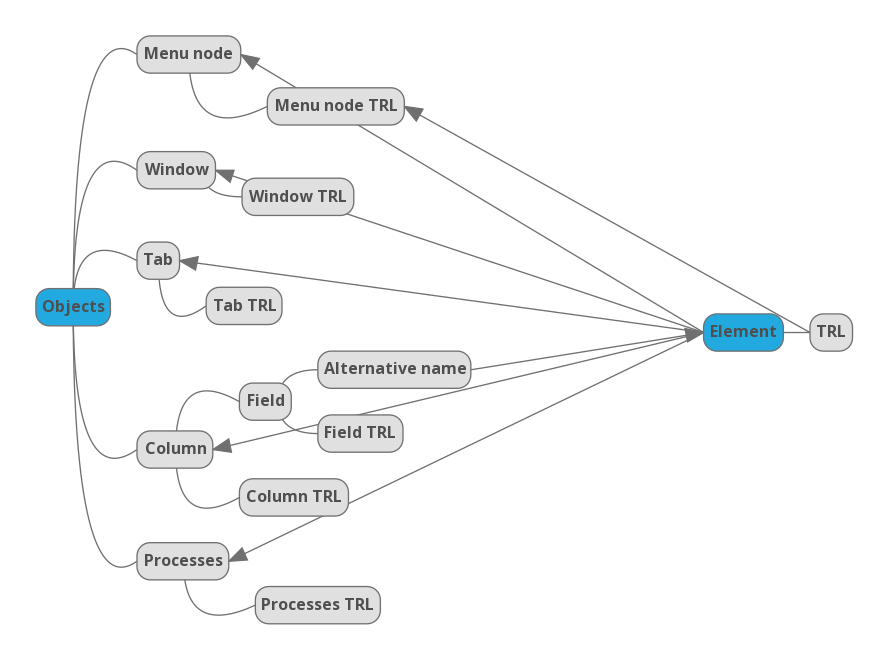 Menu node
Menu node TRL
Window
Window TRL
Tab
Tab TRL
Objects
Element
TRL
Alternative name
Field
Field TRL
Column
Column TRL
Processes
Processes TRL